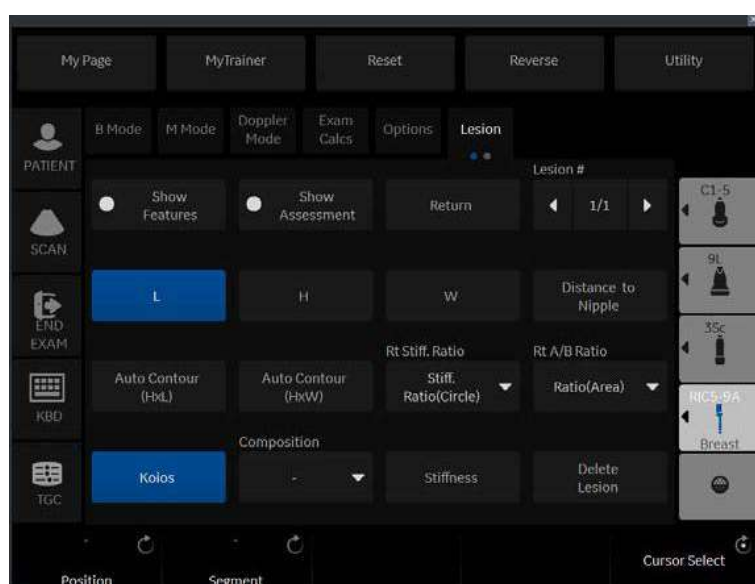 My Page
MyTrainer
Reset
Reverse
Utility
PATIENT
B Mode
M Mode
Doppler
Mode
Exam
Calcs
Options
Lesion
Lesion #
Show
Features
Show
Assessment
Return
1/1
C1-5
SCAN
L
H
W
Distance to
Nipple
9L
END
EXAM
Rt Stiff. Ratio
Rt A/B Ratio
3Sc
Auto Contour
(HxL)
Auto Contour
(HxW)
Stiff.
Ratio(Circle)
Ratio(Area)
KBD
RIC5-9A
Breast
Composition
Koios
-
Stiffness
Delete
Lesion
TGC
Position
Segment
Cursor Select